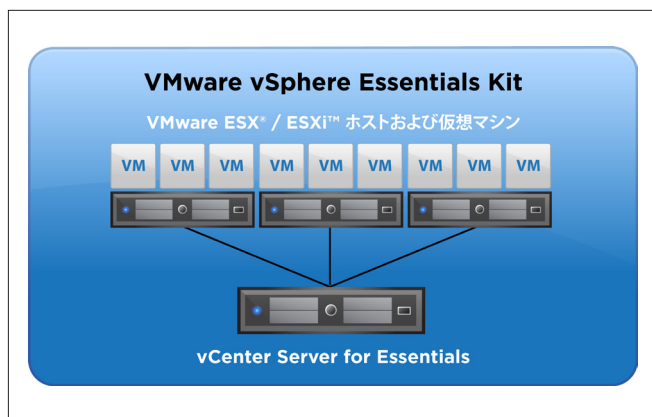 VMware vSphere Essentials Kit
VMware ESX® / ESXi™ ホストおよび仮想マシン
VM VM VM VM VM VM VM VM VM
vCenter Server for Essentials